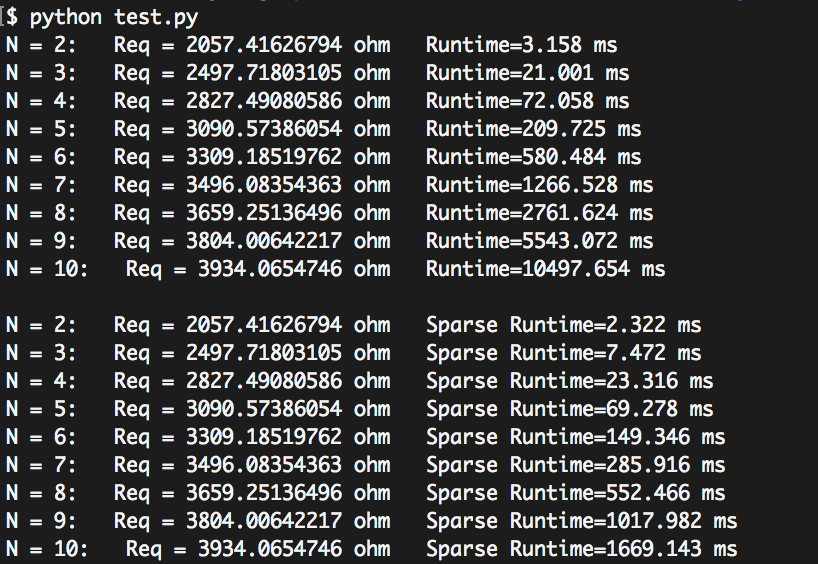 $ python test.py
N = 2:   Req = 2057.41626794 ohm   Runtime=3.158 ms
N = 3:   Req = 2497.71803105 ohm   Runtime=21.001 ms
N = 4:   Req = 2827.49080586 ohm   Runtime=72.058 ms
N = 5:   Req = 3090.57386054 ohm   Runtime=209.725 ms
N = 6:   Req = 3309.18519762 ohm   Runtime=580.484 ms
N = 7:   Req = 3496.08354363 ohm   Runtime=1266.528 ms
N = 8:   Req = 3659.25136496 ohm   Runtime=2761.624 ms
N = 9:   Req = 3804.00642217 ohm   Runtime=5543.072 ms
N = 10:   Req = 3934.0654746 ohm   Runtime=10497.654 ms
N = 2:   Req = 2057.41626794 ohm   Sparse Runtime=2.322 ms
N = 3:   Req = 2497.71803105 ohm   Sparse Runtime=7.472 ms
N = 4:   Req = 2827.49080586 ohm   Sparse Runtime=23.316 ms
N = 5:   Req = 3090.57386054 ohm   Sparse Runtime=69.278 ms
N = 6:   Req = 3309.18519762 ohm   Sparse Runtime=149.346 ms
N = 7:   Req = 3496.08354363 ohm   Sparse Runtime=285.916 ms
N = 8:   Req = 3659.25136496 ohm   Sparse Runtime=552.466 ms
N = 9:   Req = 3804.00642217 ohm   Sparse Runtime=1017.982 ms
N = 10:   Req = 3934.0654746 ohm   Sparse Runtime=1669.143 ms